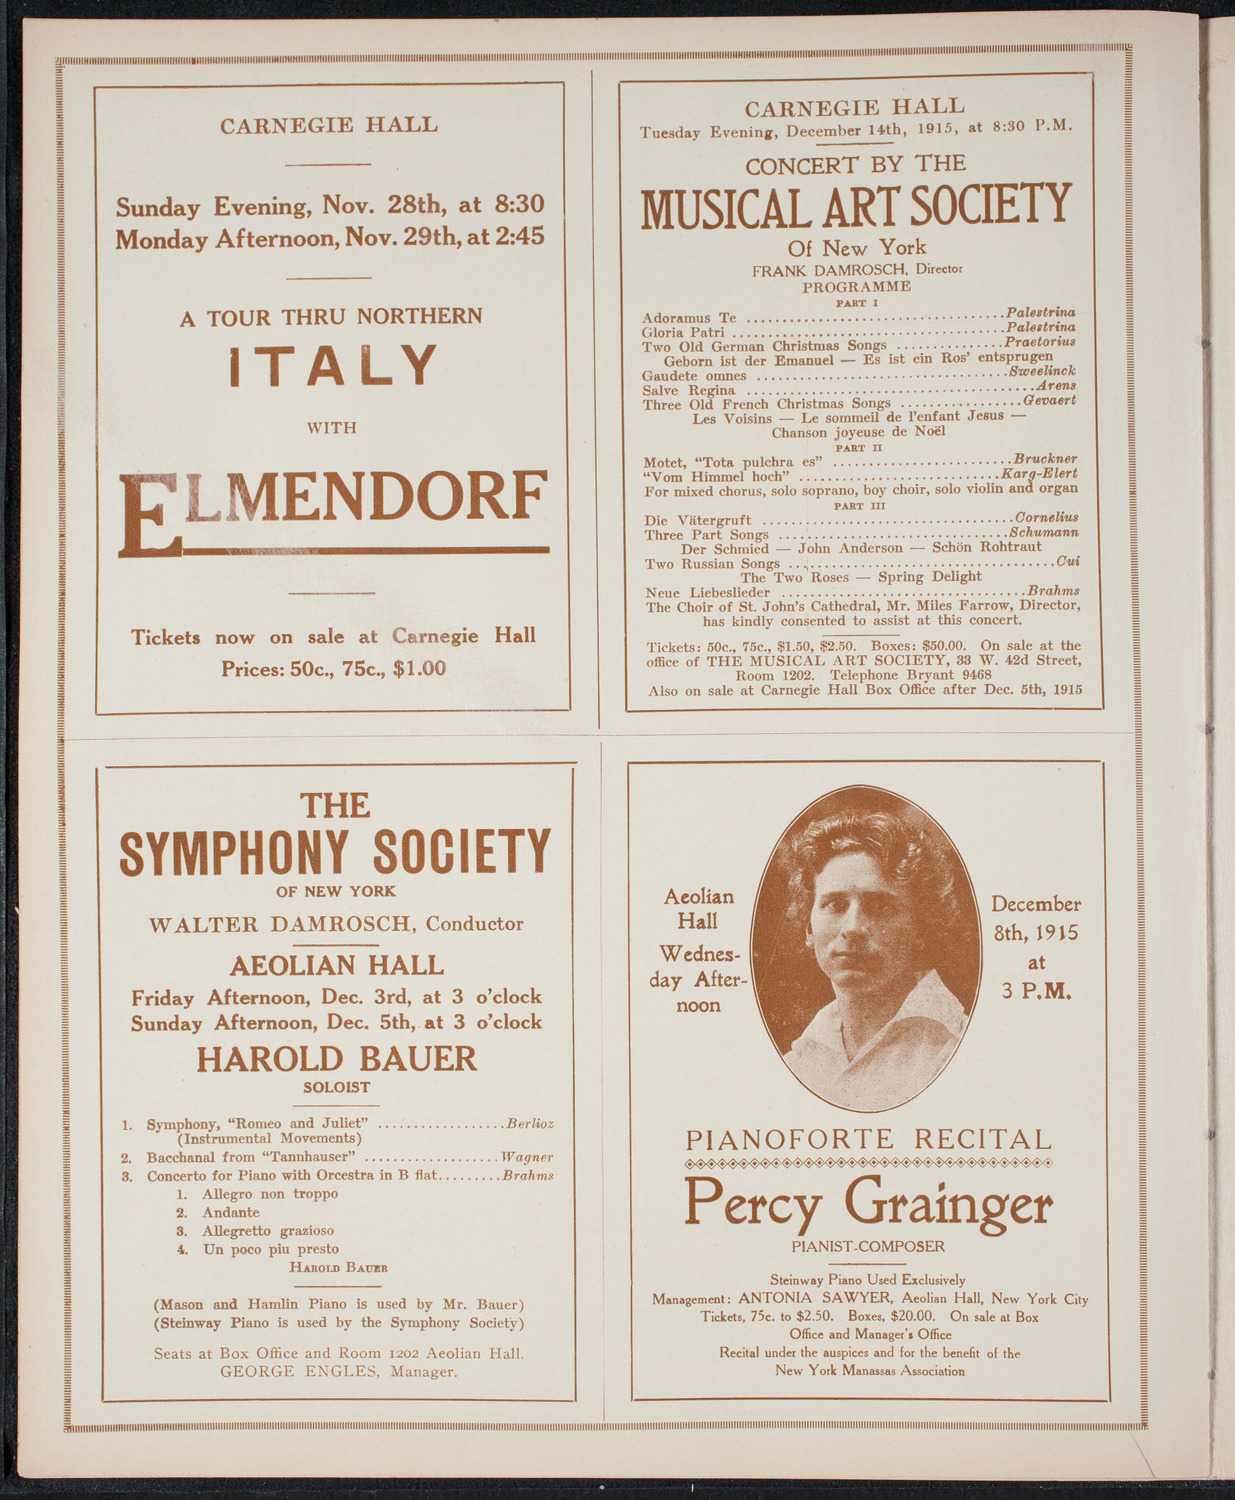 CARNEGIE HALL
Sunday Evening, Nov. 28th, at 8:30
Monday Afternoon, Nov. 29th, at 2:45
A TOUR THRU NORTHERN
ITALY
WITH
ELMENDORF
Tickets now on sale at Carnegie Hall
Prices: 50c., 75c., $1.00
CARNEGIE HALL
Tuesday Evening, December 14th, 1915, at 8:30 P.M.
CONCERT BY THE
MUSICAL ART SOCIETY
Of New York
FRANK DAMROSCH, Director
PROGRAMME
PART I
Adoramus Te ................................Palestrina
Gloria Patri ..................................Palestrina
Two Old German Christmas Songs ...............Praetorius
Geborn ist der Emanuel — Es ist ein Ros' entsprugen
Gaudete omnes ................................Sweelinck
Salve Regina ....................................Arens
Three Old French Christmas Songs .................Gevaert
Les Voisins — Le sommeil de l'enfant Jesus —
Chanson joyeuse de Noël
PART II
Motet, "Tota pulchra es" .........................Bruckner
"Vom Himmel hoch" ............................Karg-Elert
For mixed chorus, solo soprano, boy choir, solo violin and organ
PART III
Die Vätergruft ...................................Cornelius
Three Part Songs ................................Schumann
Der Schmied — John Anderson — Schön Rohtraut
Two Russian Songs .....................................Cui
The Two Roses — Spring Delight
Neue Liebeslieder ..................................Brahms
The Choir of St. John's Cathedral, Mr. Miles Farrow, Director,
has kindly consented to assist at this concert.
Tickets: 50c., 75c., $1.50, $2.50. Boxes: $50.00. On sale at the
office of THE MUSICAL ART SOCIETY, 33 W. 42d Street,
Room 1202. Telephone Bryant 9468
Also on sale at Carnegie Hall Box Office after Dec. 5th, 1915
THE
SYMPHONY SOCIETY
OF NEW YORK
WALTER DAMROSCH, Conductor
AEOLIAN HALL
Friday Afternoon, Dec. 3rd, at 3 o'clock
Sunday Afternoon, Dec. 5th, at 3 o'clock
HAROLD BAUER
SOLOIST
1. Symphony, "Romeo and Juliet" ..................Berlioz
(Instrumental Movements)
2. Bacchanal from "Tannhauser" ...................Wagner
3. Concerto for Piano with Orcestra in B flat.........Brahms
1. Allegro non troppo
2. Andante
3. Allegretto grazioso
4. Un poco piu presto
HAROLD BAUER
(Mason and Hamlin Piano is used by Mr. Bauer)
(Steinway Piano is used by the Symphony Society)
Seats at Box Office and Room 1202 Aeolian Hall.
GEORGE ENGLES, Manager.
Aeolian
Hall
Wednes-
day After-
noon
December
8th, 1915
at
3 P.M.
PIANOFORTE RECITAL
Percy Grainger
PIANIST-COMPOSER
Steinway Piano Used Exclusively
Management: ANTONIA SAWYER, Aeolian Hall, New York City
Tickets, 75c. to $2.50. Boxes, $20.00. On sale at Box
Office and Manager's Office
Recital under the auspices and for the benefit of the
New York Manassas Association